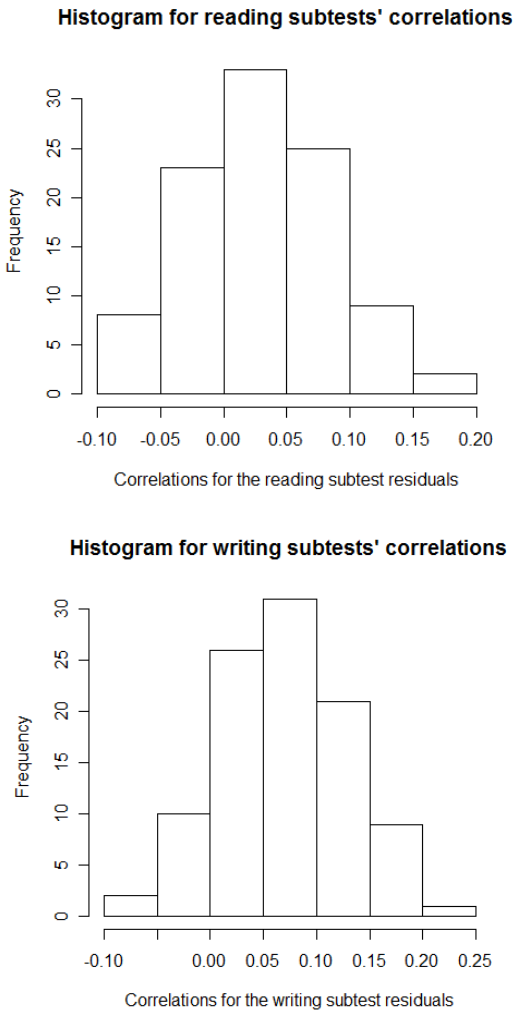 Histogram for reading subtests' correlations
30
25
20
15
10
5
0
Frequency
-0.10 -0.05 0.00 0.05 0.10 0.15 0.20
Correlations for the reading subtest residuals
Histogram for writing subtests' correlations
30
25
20
15
10
5
0
Frequency
-0.10 0.00 0.05 0.10 0.15 0.20 0.25
Correlations for the writing subtest residuals